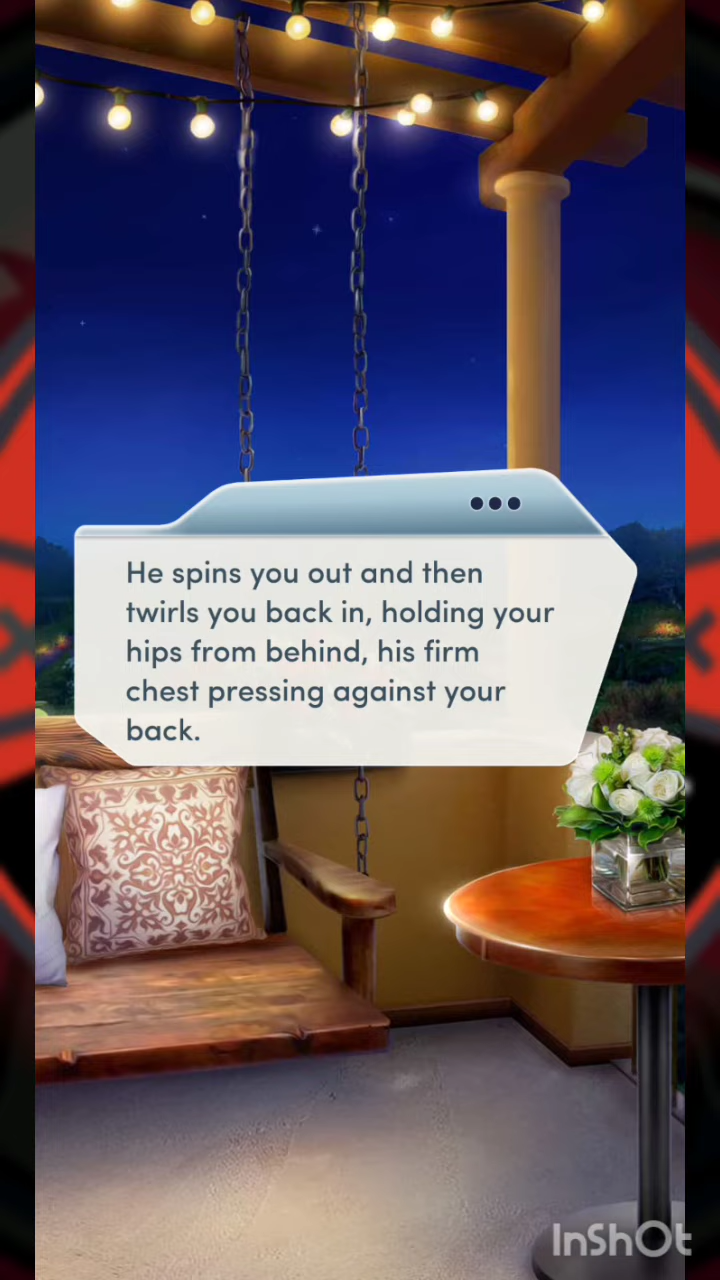 He spins you out and then
twirls you back in, holding your
hips from behind, his firm
chest pressing against your
back.
InShOt